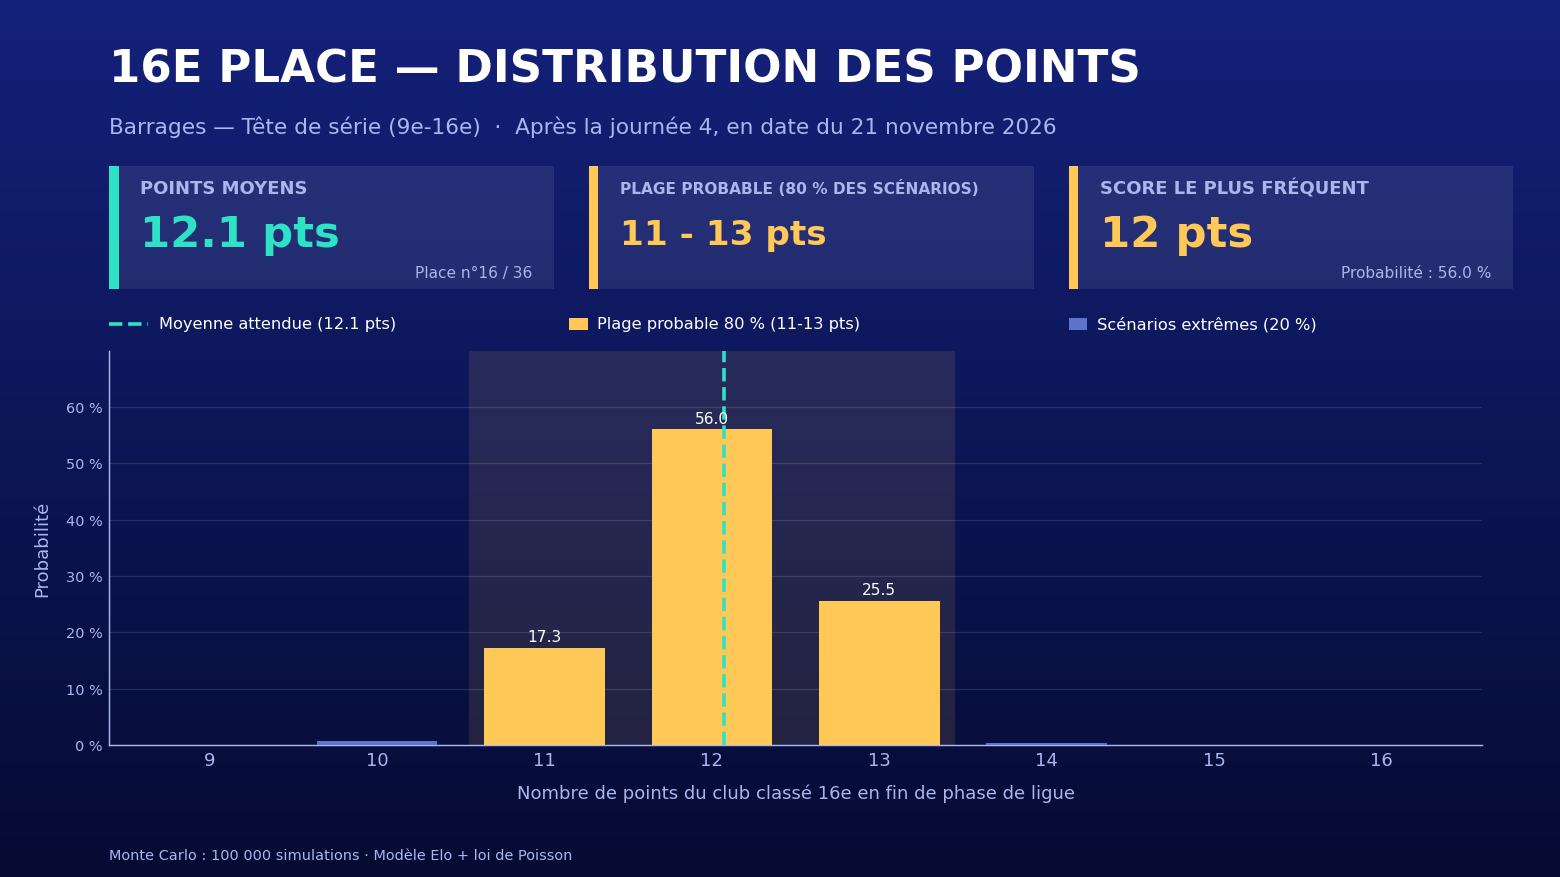 16E PLACE — DISTRIBUTION DES POINTS
Barrages — Tête de série (9e-16e) · Après la journée 4, en date du 21 novembre 2026
POINTS MOYENS
12.1 pts
Place n°16 / 36
PLAGE PROBABLE (80 % DES SCÉNARIOS)
11 - 13 pts
SCORE LE PLUS FRÉQUENT
12 pts
Probabilité : 56.0 %
Moyenne attendue (12.1 pts)
Plage probable 80 % (11-13 pts)
Scénarios extrêmes (20 %)
Probabilité
60 %
50 %
40 %
30 %
20 %
10 %
0 %
17.3
56.0
25.5
9 10 11 12 13 14 15 16
Nombre de points du club classé 16e en fin de phase de ligue
Monte Carlo : 100 000 simulations · Modèle Elo + loi de Poisson